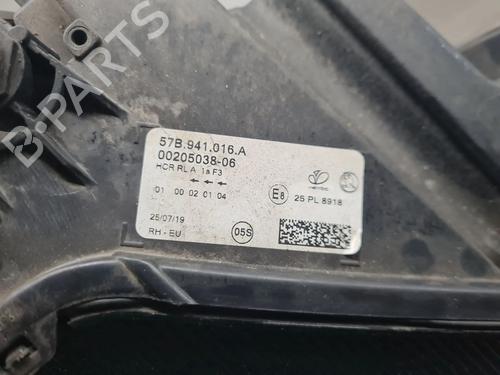 57B.941.016.A
00205038-06
HCR RL A 1a F3
01 00 02 01 04
E8
25 PL 8918
25/07/19
RH - EU
05S
B-PARTS